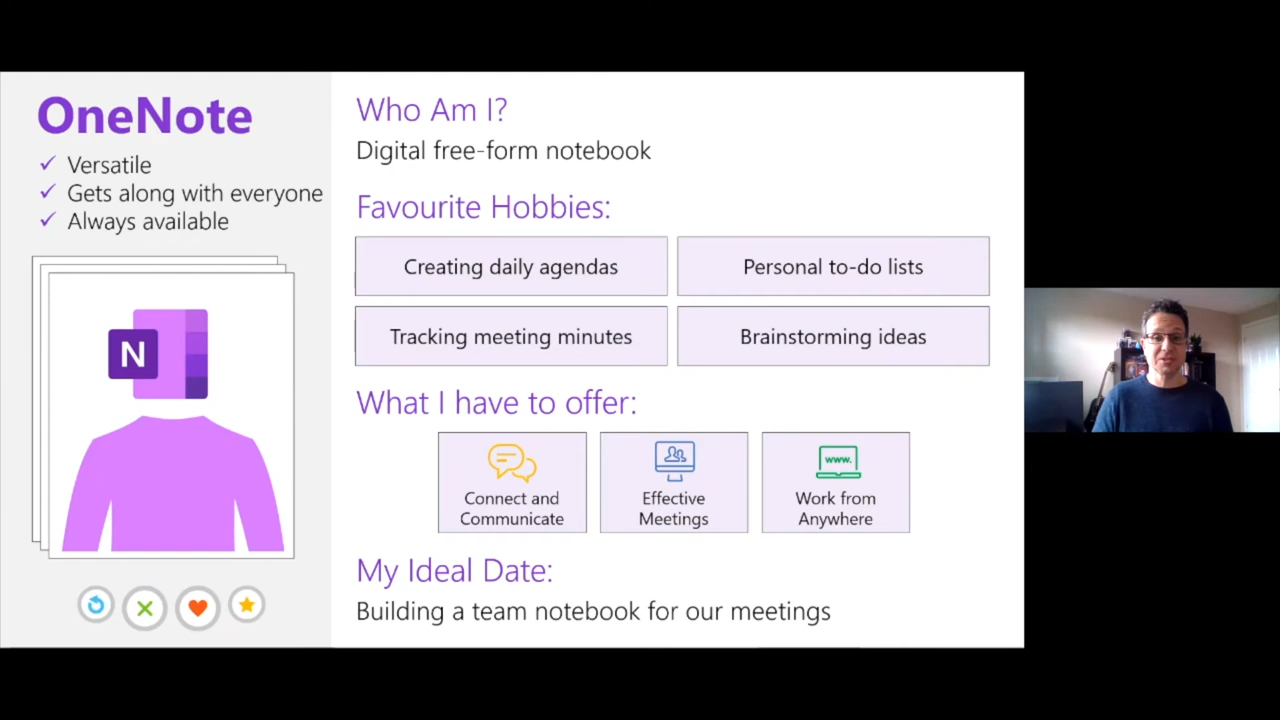 OneNote
✓ Versatile
✓ Gets along with everyone
✓ Always available
N
Who Am I?
Digital free-form notebook
Favourite Hobbies:
Creating daily agendas
Personal to-do lists
Tracking meeting minutes
Brainstorming ideas
What I have to offer:
Connect and
Communicate
Effective
Meetings
www.
Work from
Anywhere
My Ideal Date:
Building a team notebook for our meetings